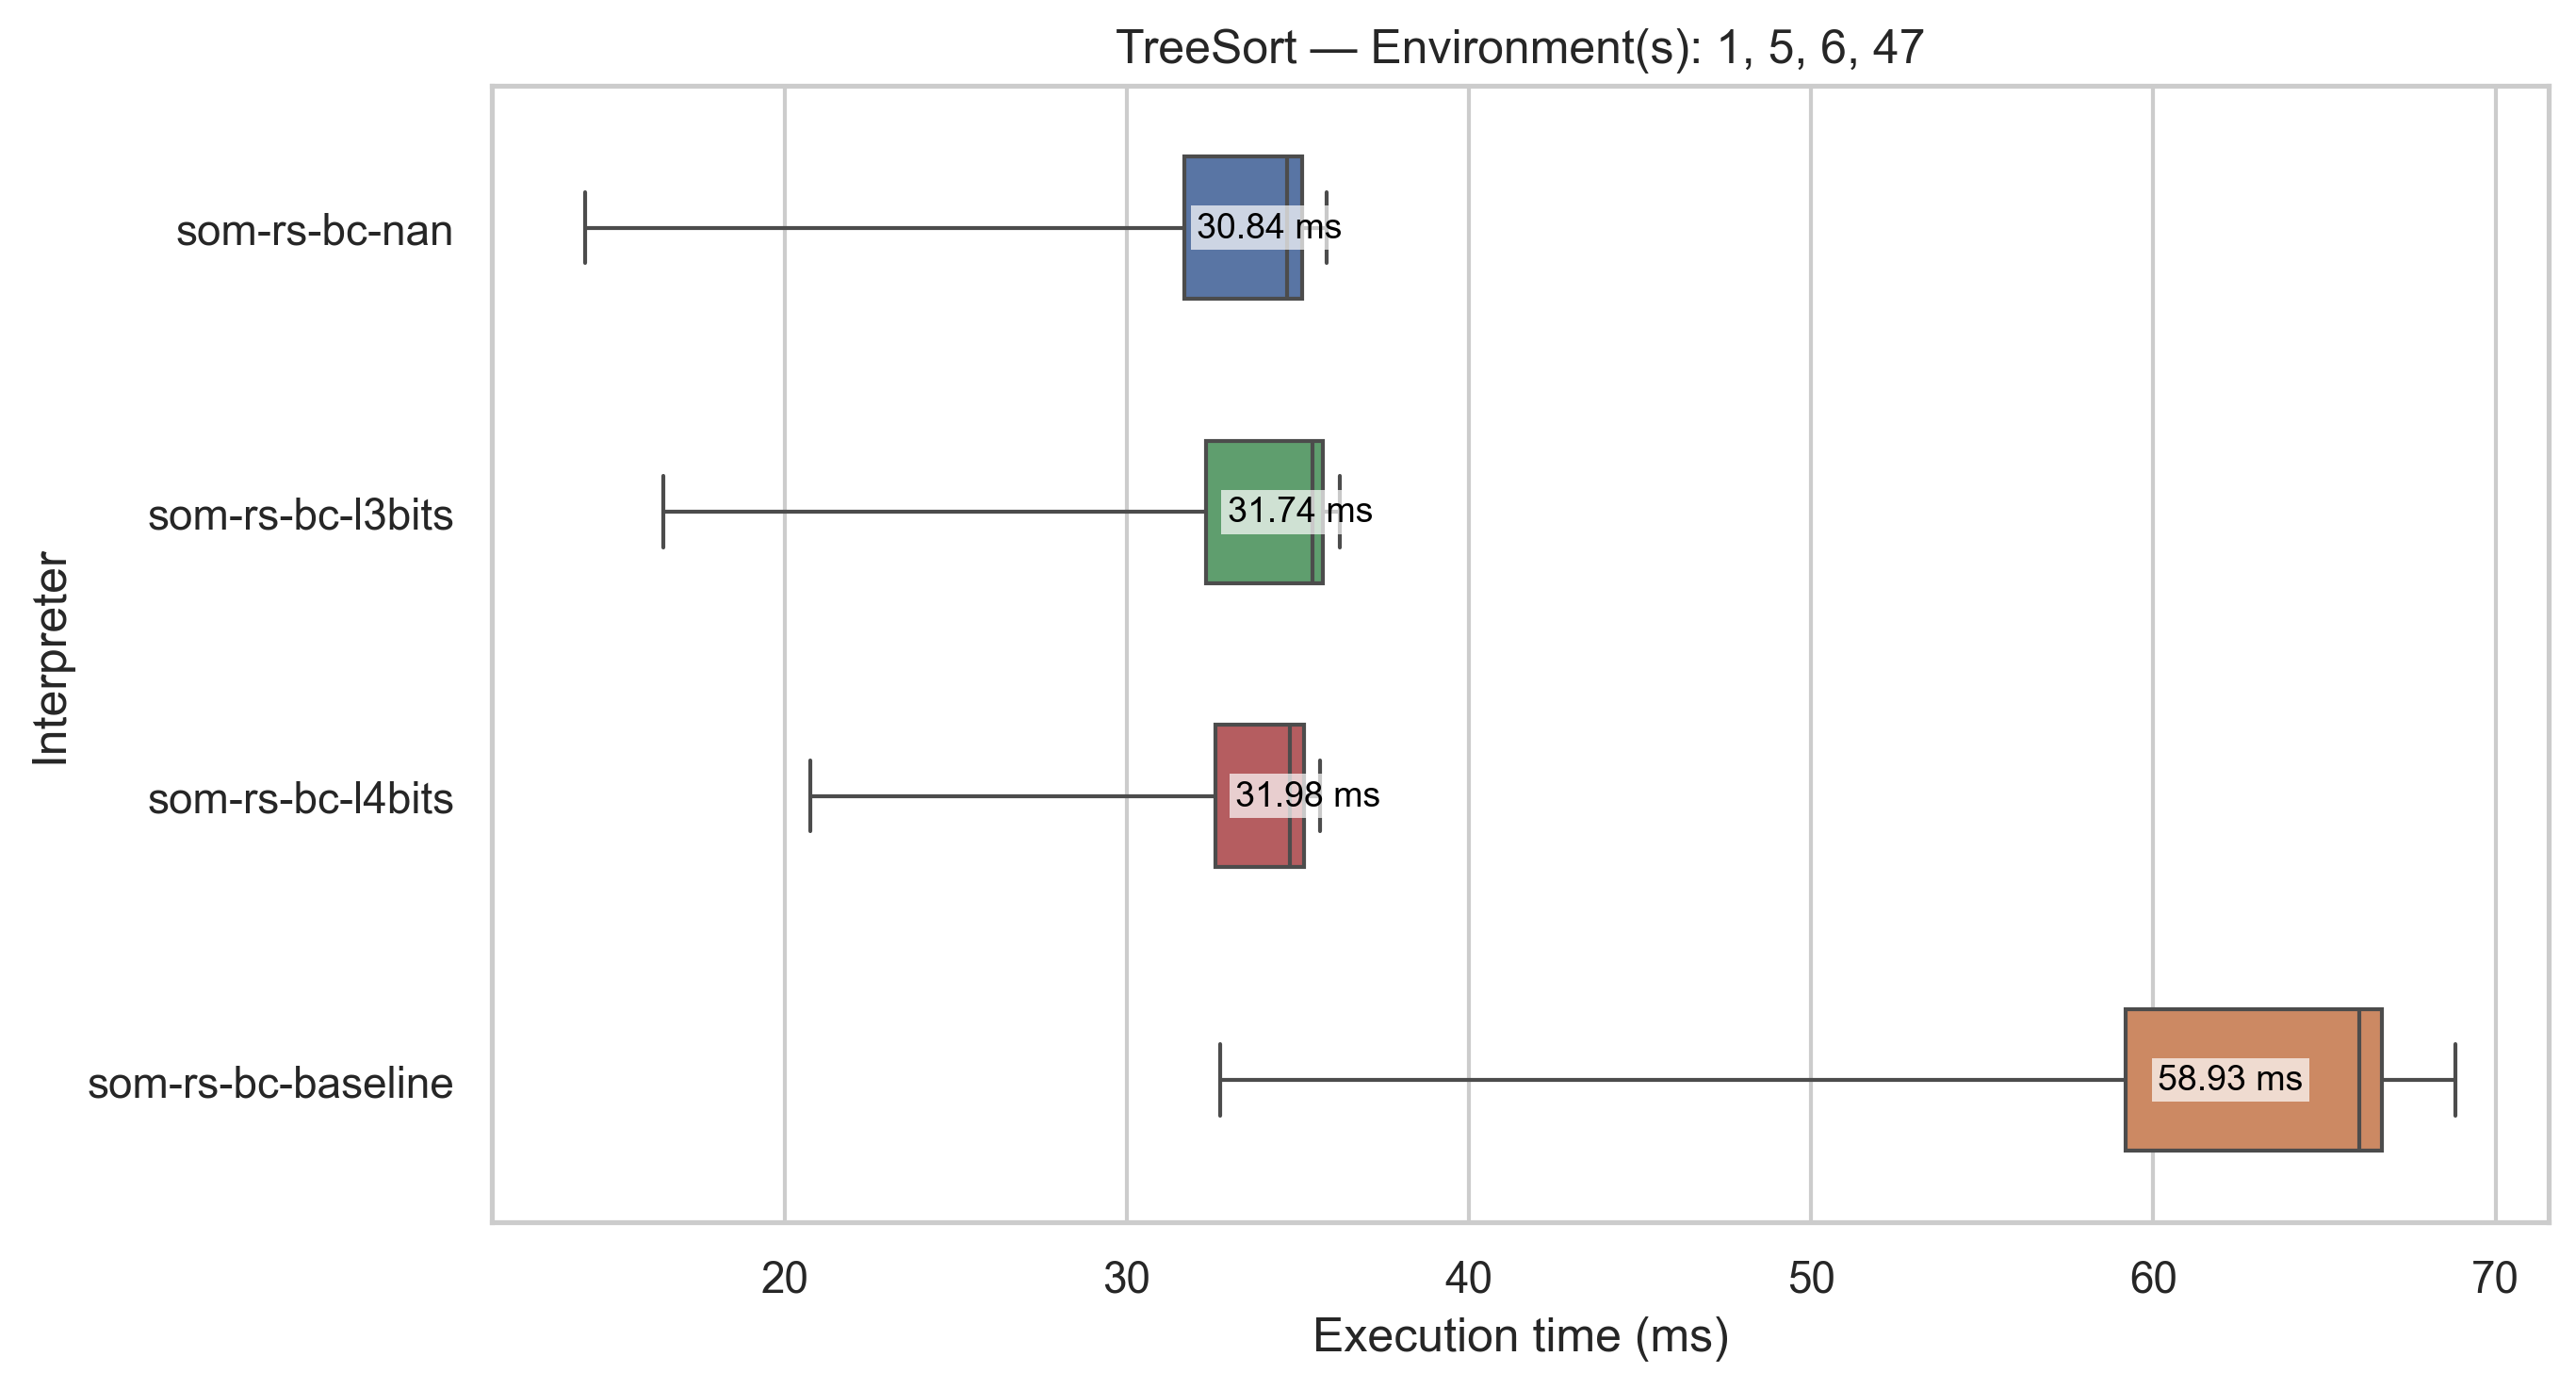 TreeSort — Environment(s): 1, 5, 6, 47
Interpreter
som-rs-bc-nan
30.84 ms
som-rs-bc-l3bits
31.74 ms
som-rs-bc-l4bits
31.98 ms
som-rs-bc-baseline
58.93 ms
20 30 40 50 60 70
Execution time (ms)